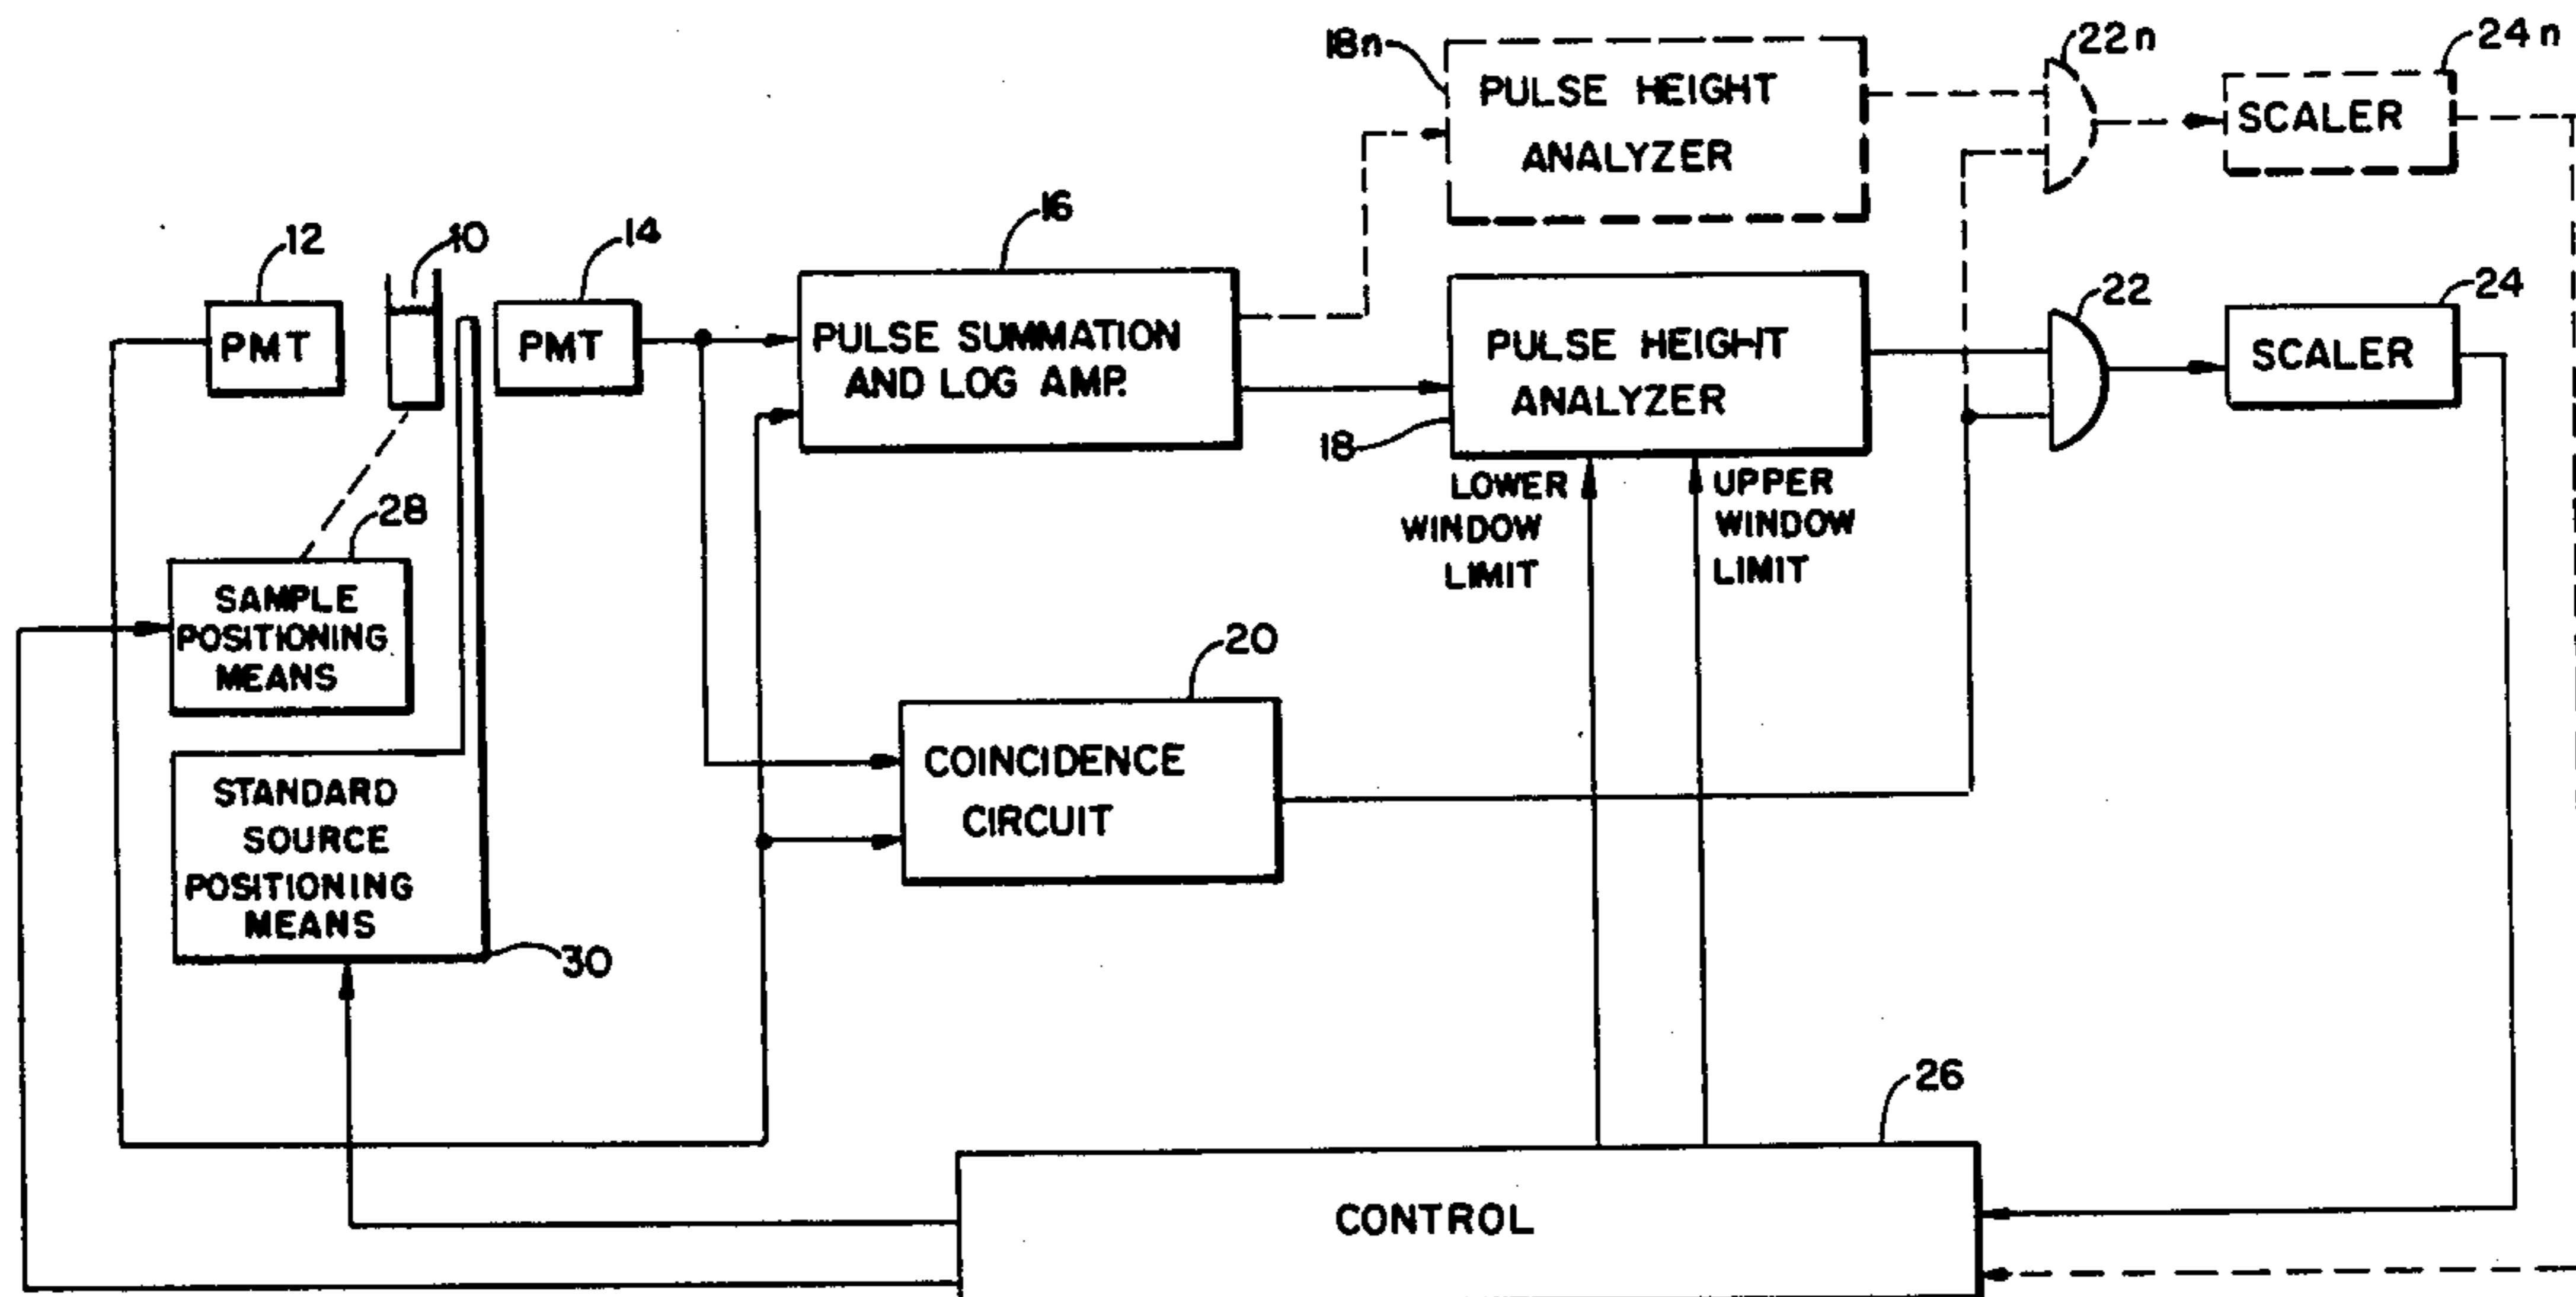 18n
PULSE HEIGHT
ANALYZER
22n
24n
SCALER
12
PMT
10
14
PMT
16
PULSE SUMMATION
AND LOG AMP.
PULSE HEIGHT
ANALYZER
18
22
24
SCALER
LOWER
WINDOW
LIMIT
UPPER
WINDOW
LIMIT
28
SAMPLE
POSITIONING
MEANS
20
COINCIDENCE
CIRCUIT
STANDARD
SOURCE
POSITIONING
MEANS
30
26
CONTROL